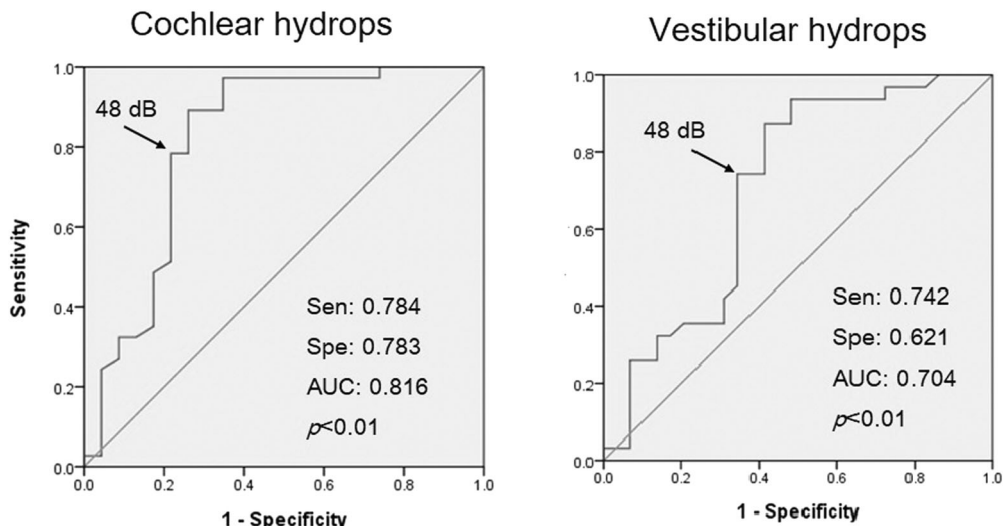 Cochlear hydrops
1.0
0.8
0.6
0.4
0.2
0.0
Sensitivity
48 dB
Sen: 0.784
Spe: 0.783
AUC: 0.816
p<0.01
0.0 0.2 0.4 0.6 0.8 1.0
1 - Specificity
Vestibular hydrops
1.0
0.8
0.6
0.4
0.2
0.0
48 dB
Sen: 0.742
Spe: 0.621
AUC: 0.704
p<0.01
0.0 0.2 0.4 0.6 0.8 1.0
1 - Specificity